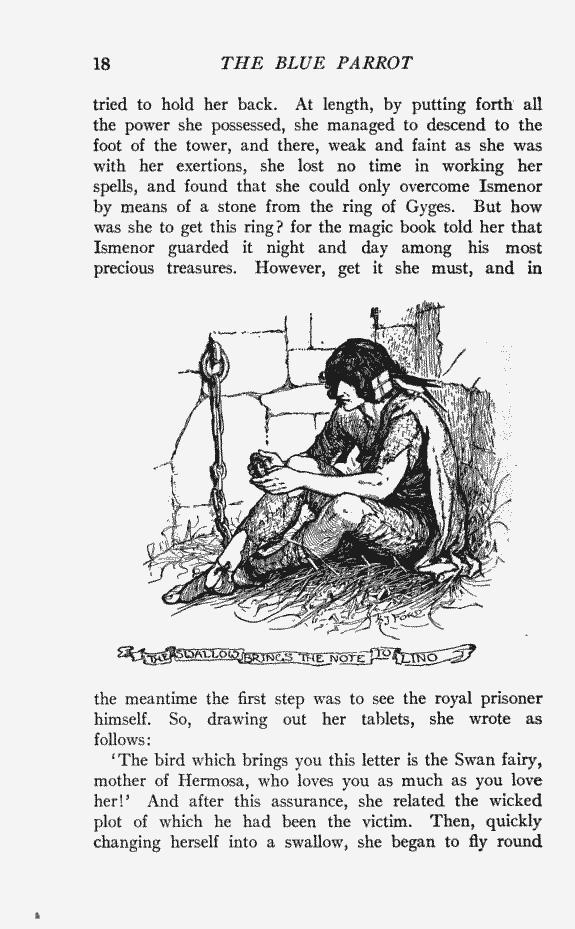 18 THE BLUE PARROT
tried to hold her back. At length, by putting forth all
the power she possessed, she managed to descend to the
foot of the tower, and there, weak and faint as she was
with her exertions, she lost no time in working her
spells, and found that she could only overcome Ismenor
by means of a stone from the ring of Gyges. But how
was she to get this ring? for the magic book told her that
Ismenor guarded it night and day among his most
precious treasures. However, get it she must, and in
H J FORD
THE SWALLOW BRINGS THE NOTE TO LINO
the meantime the first step was to see the royal prisoner
himself. So, drawing out her tablets, she wrote as
follows:
‘The bird which brings you this letter is the Swan fairy,
mother of Hermosa, who loves you as much as you love
her!’ And after this assurance, she related the wicked
plot of which he had been the victim. Then, quickly
changing herself into a swallow, she began to fly round